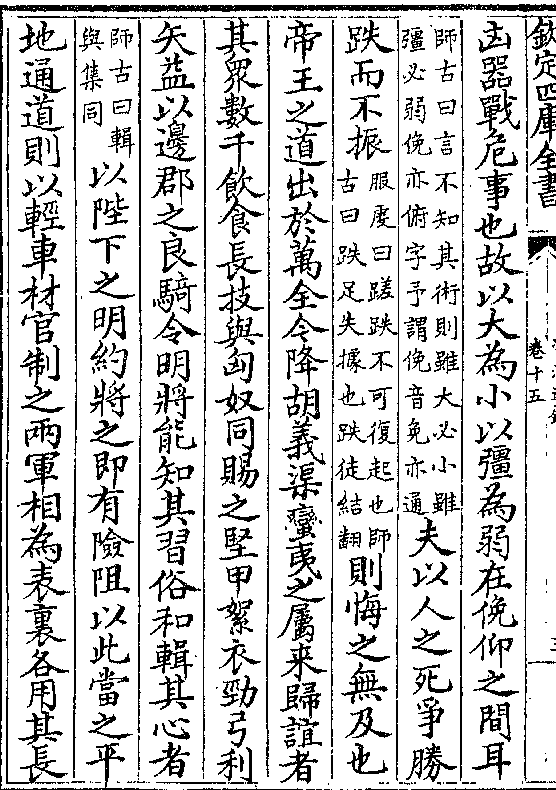 欽定四庫全書
卷十五
凶器戰危事也故以大為小以彊為弱在俛仰之間耳
師古曰言不知其術則雖大必小雖
彊必弱俛亦俯字予謂俛音免亦通
夫以人之死爭勝
跌而不振
服虔曰蹉跌不可復起也師
古曰跌足失據也跌徒結翻
則悔之無及也
帝王之道出於萬全今降胡義渠蠻夷之屬来歸誼者
其衆數千飲食長技與匈奴同賜之堅甲絮衣勁弓利
矢益以邊郡之良騎令明將能知其習俗和輯其心者
師古曰輯
與集同
以陛下之明約將之即有險阻以此當之平
地通道則以輕車材官制之兩軍相為表裏各用其長